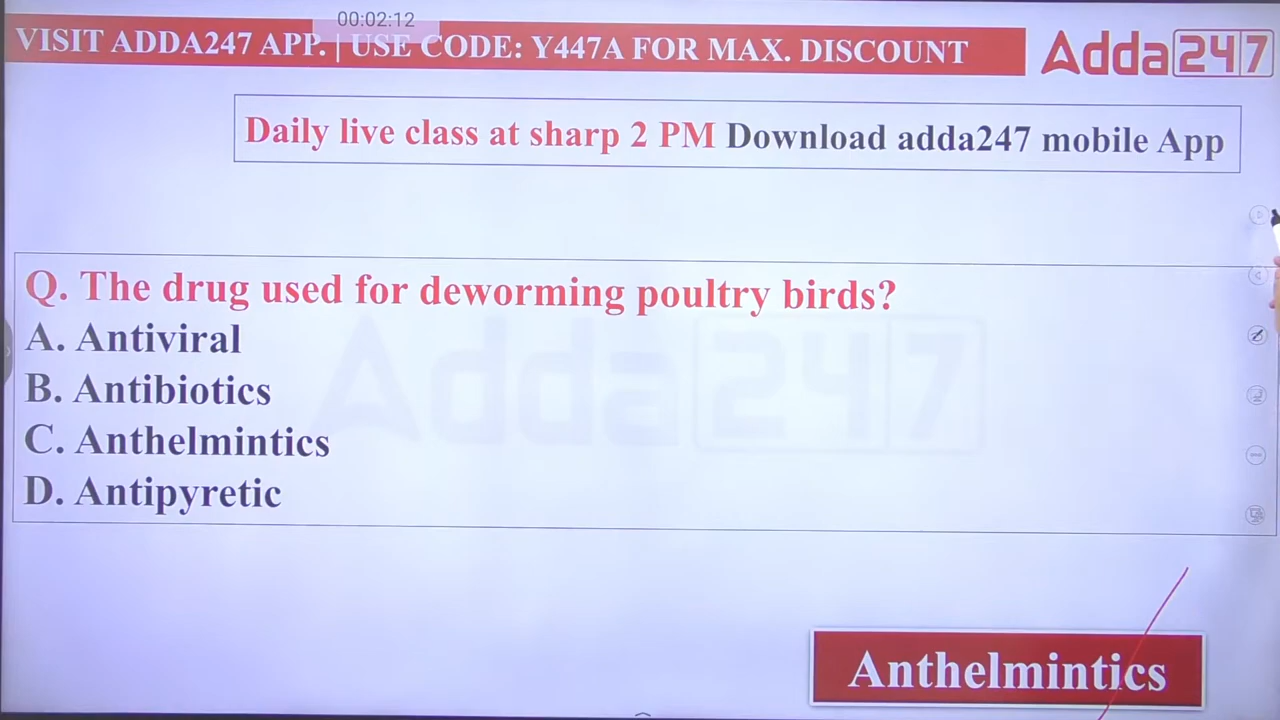 00:02:12
VISIT ADDA247 APP. | USE CODE: Y447A FOR MAX. DISCOUNT
Adda247
Daily live class at sharp 2 PM Download adda247 mobile App
Q. The drug used for deworming poultry birds?
A. Antiviral
B. Antibiotics
C. Anthelmintics
D. Antipyretic
Adda247
Anthelmintics